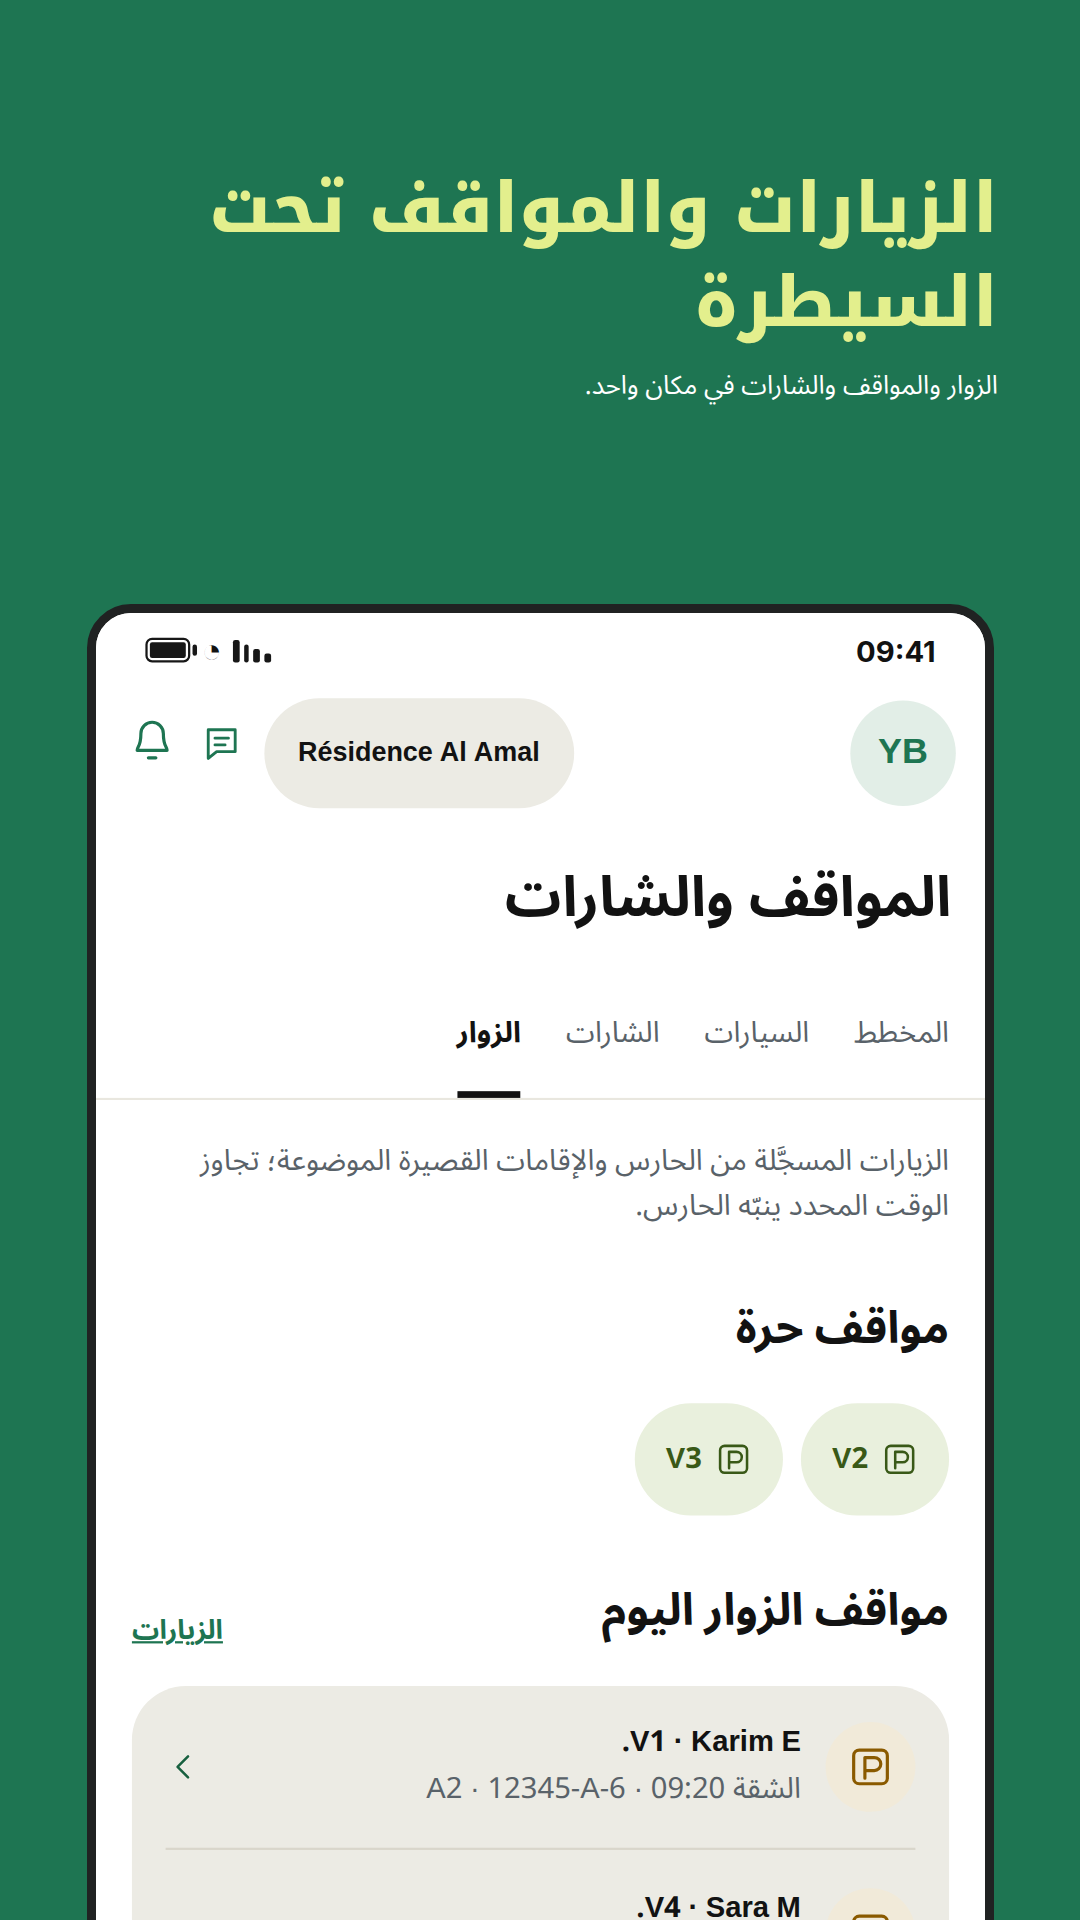 الزيارات والمواقف تحت
السيطرة
الزوار والمواقف والشارات في مكان واحد.
09:41
YB
Résidence Al Amal
المواقف والشارات
المخطط
السيارات
الشارات
الزوار
الزيارات المسجَّلة من الحارس والإقامات القصيرة الموضوعة؛ تجاوز
الوقت المحدد ينبّه الحارس.
مواقف حرة
V2
V3
مواقف الزوار اليوم
الزيارات
V1 · Karim E.
الشقة A2 · 12345-A-6 · 09:20
V4 · Sara M.